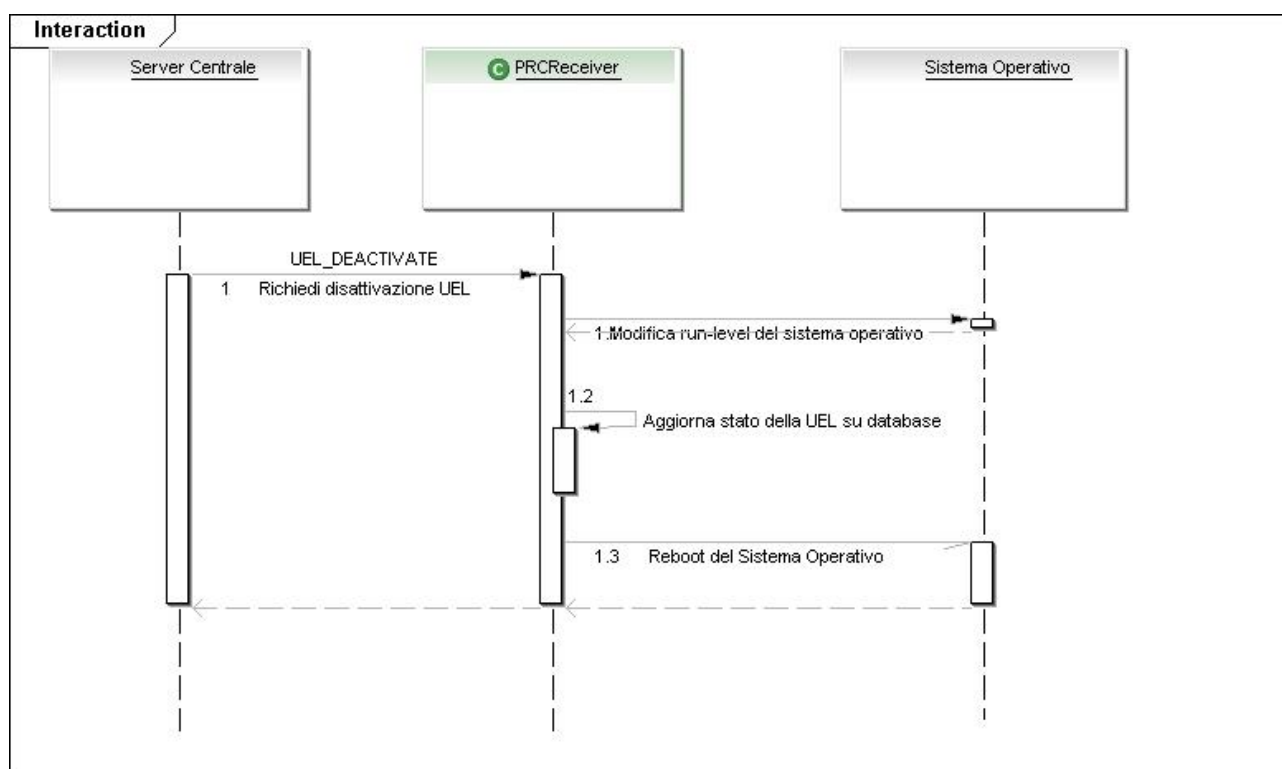 Interaction
Server Centrale
C PRCReceiver
Sistema Operativo
UEL_DEACTIVATE
1 Richiedi disattivazione UEL
1.Modifica run-level del sistema operativo
1.2
Aggiorna stato della UEL su database
1.3 Reboot del Sistema Operativo